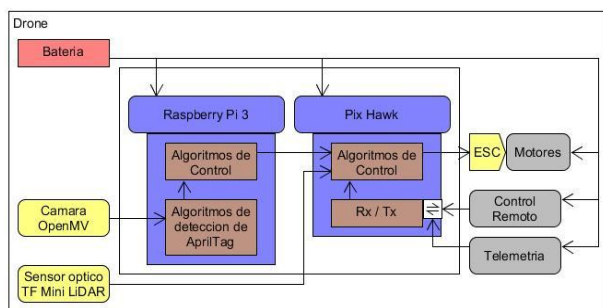 Drone
Bateria
Raspberry Pi 3
Pix Hawk
Algoritmos de
Control
Algoritmos de
Control
ESC
Motores
Camara
OpenMV
Algoritmos de
deteccion de
AprilTag
Rx / Tx
Control
Remoto
Telemetria
Sensor optico
TF Mini LiDAR